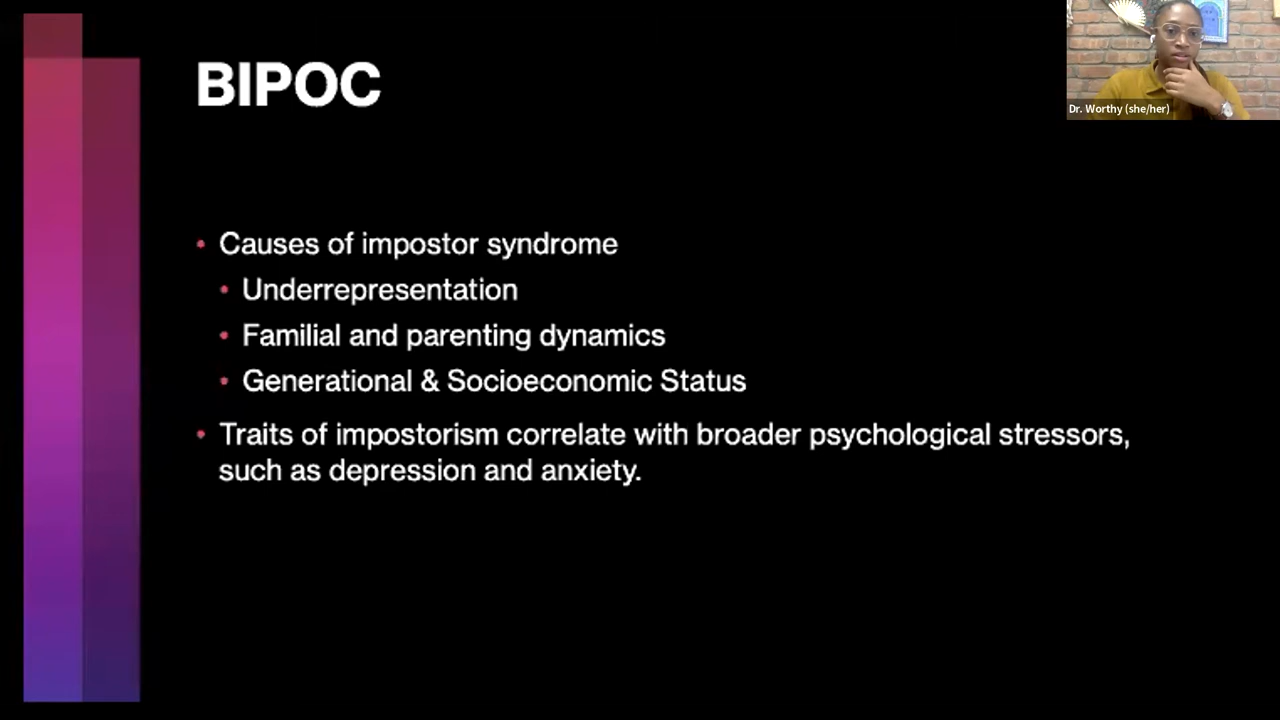 BIPOC
Dr. Worthy (she/her)
• Causes of impostor syndrome
• Underrepresentation
• Familial and parenting dynamics
• Generational & Socioeconomic Status
• Traits of impostorism correlate with broader psychological stressors,
such as depression and anxiety.